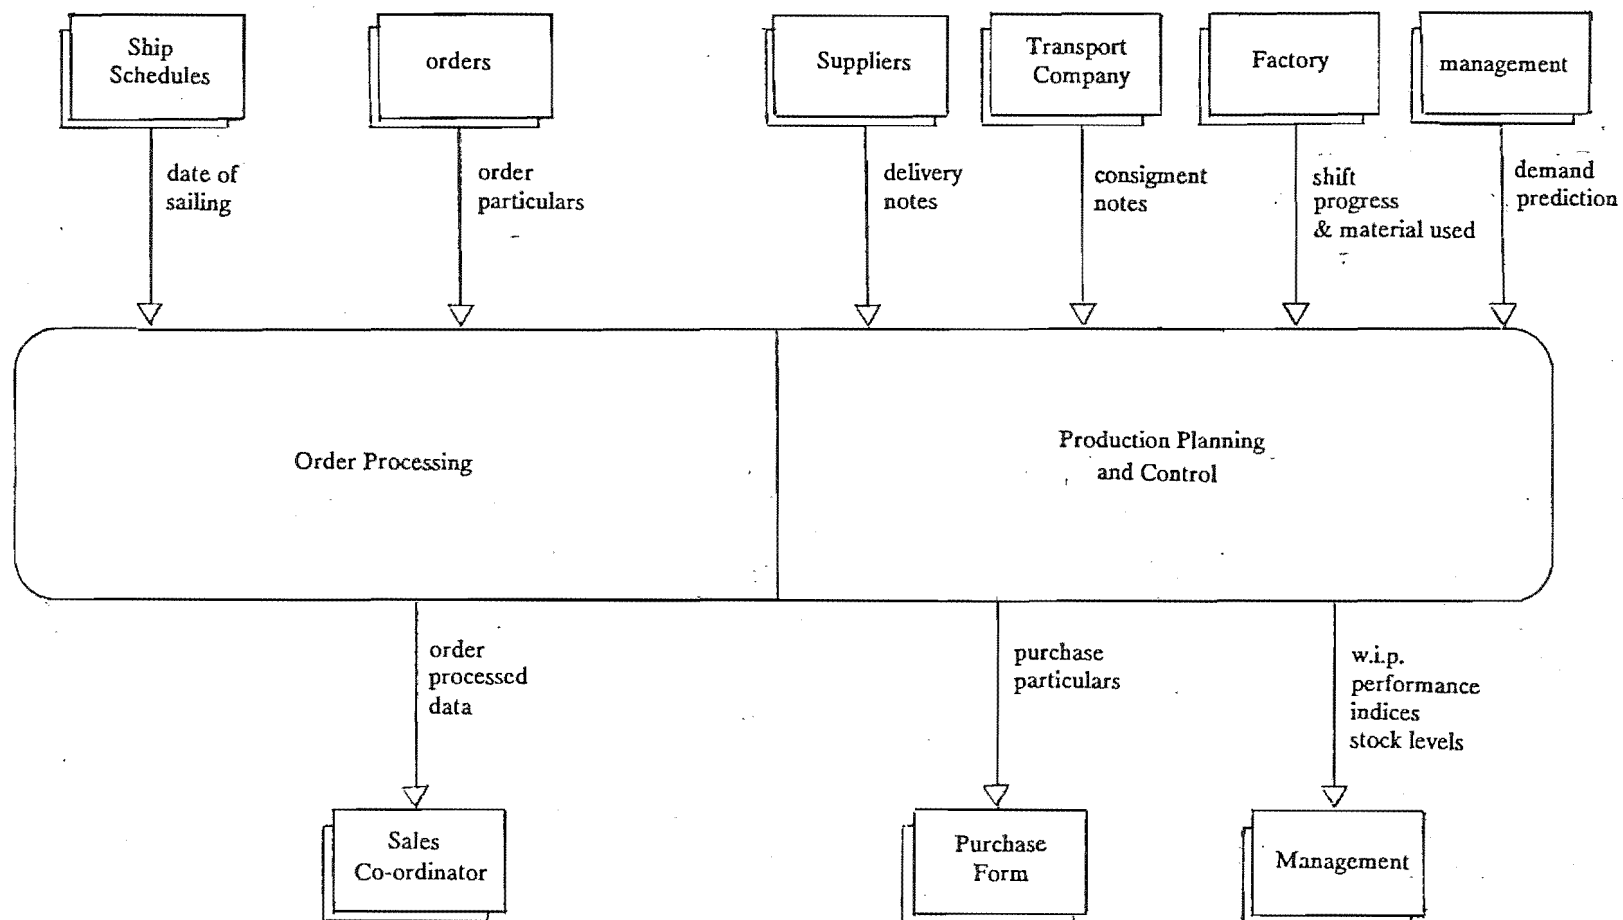 Ship
Schedules
orders
Suppliers
Transport
Company
Factory
management
date of
sailing
order
particulars
delivery
notes
consigment
notes
shift
progress
& material used
demand
prediction
Order Processing
Production Planning
and Control
order
processed
data
purchase
particulars
w.i.p.
performance
indices
stock levels
Sales
Co-ordinator
Purchase
Form
Management